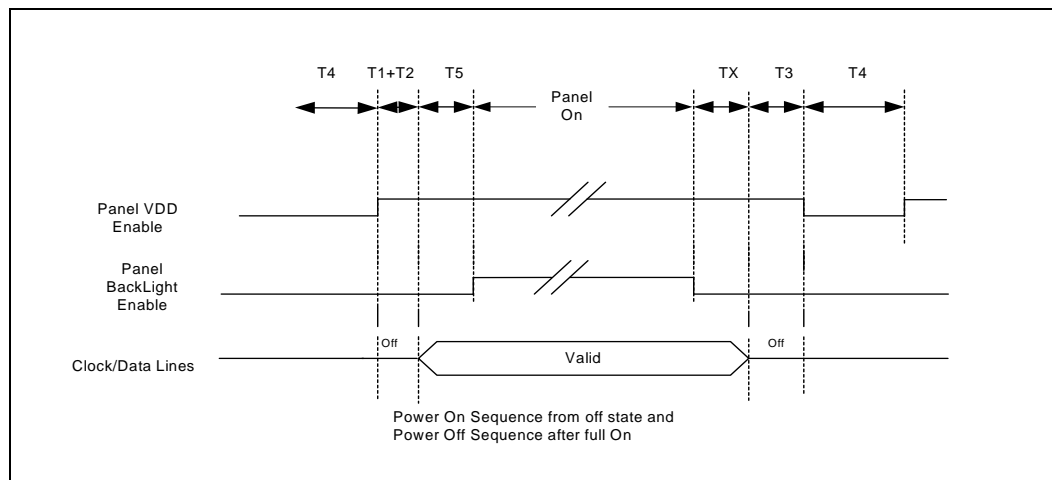 T4 T1+T2 T5 TX T3 T4
Panel
On
Panel VDD
Enable
Panel
BackLight
Enable
Off Off
Clock/Data Lines Valid
Power On Sequence from off state and
Power Off Sequence after full On